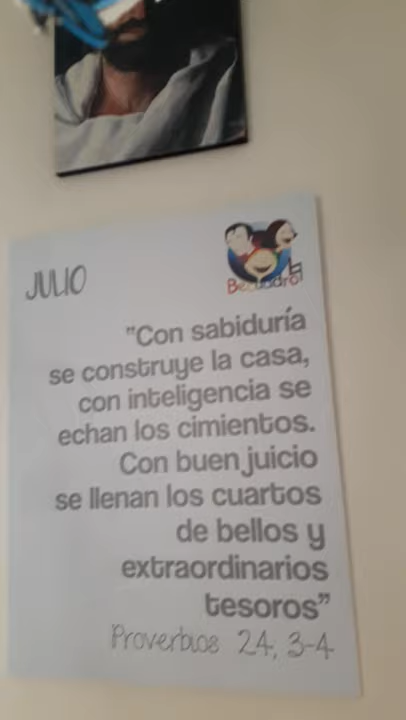 JULIO
Becuadro!
"Con sabiduría
se construye la casa,
con inteligencia se
echan los cimientos.
Con buen juicio
se llenan los cuartos
de bellos y
extraordinarios
tesoros”
Proverbios 24, 3-4